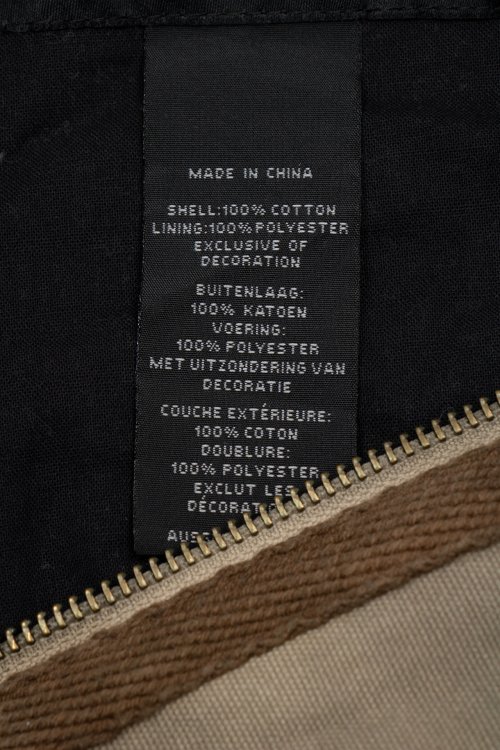 MADE IN CHINA
SHELL:100% COTTON
LINING:100% POLYESTER
EXCLUSIVE OF
DECORATION
BUITENLAAG:
100% KATOEN
VOERING:
100% POLYESTER
MET UITZONDERING VAN
DECORATIE
COUCHE EXTÉRIEURE:
100% COTON
DOUBLURE:
100% POLYESTER
EXCLUT LES